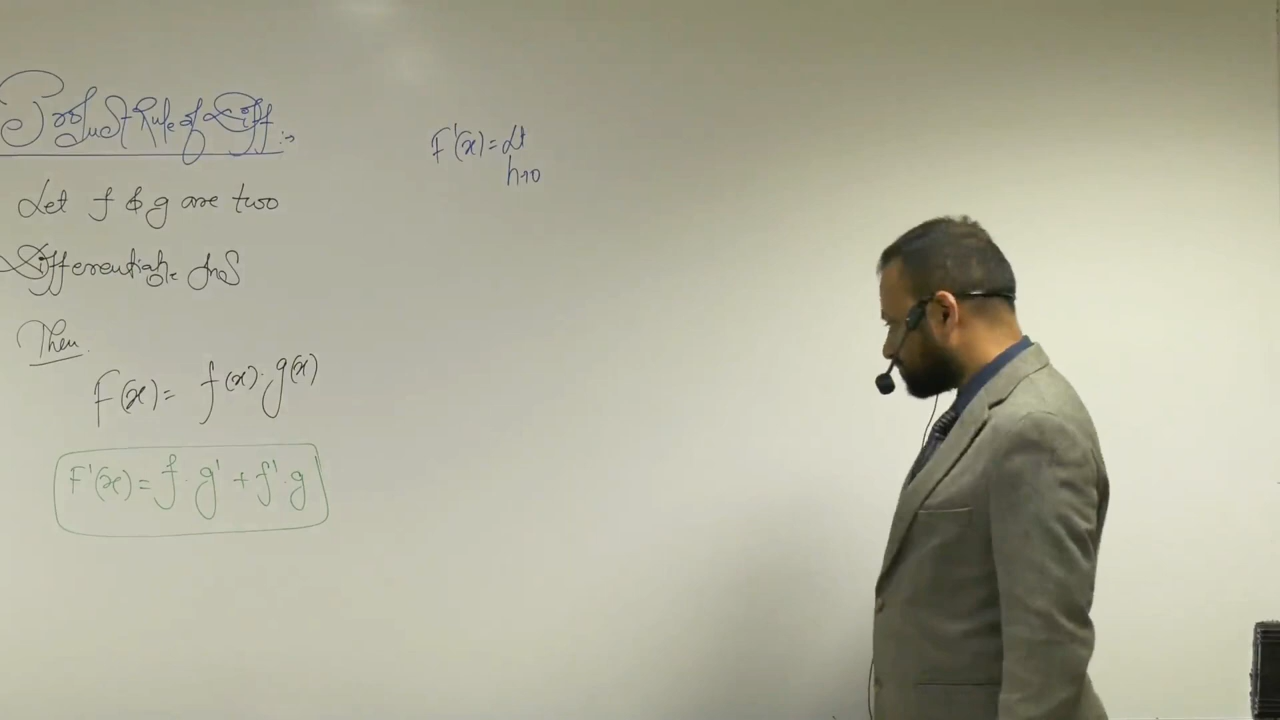 Product Rule of Diff :→
Let f & g are two
Differentiable fns
Then
F(x) = f(x) · g(x)
F'(x) = f · g' + f' · g
F'(x) = Lt
h→0